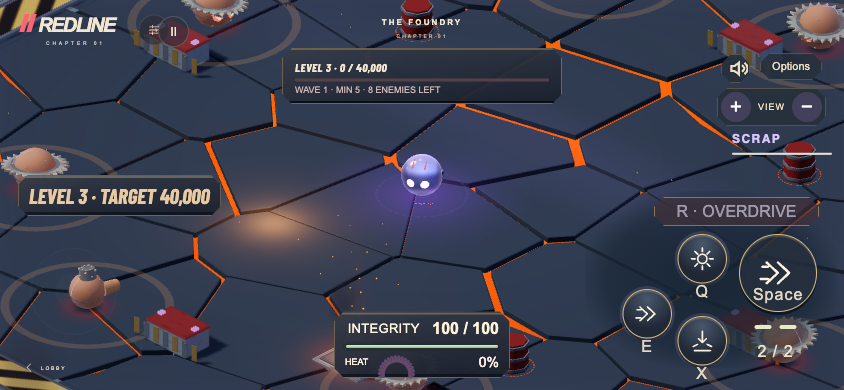 REDLINE
CHAPTER 01
THE FOUNDRY
CHAPTER 01
LEVEL 3 · 0 / 40,000
WAVE 1 · MIN 5 · 8 ENEMIES LEFT
Options
+ VIEW −
SCRAP
LEVEL 3 · TARGET 40,000
R · OVERDRIVE
Q
Space
E
X
2 / 2
INTEGRITY 100 / 100
HEAT 0%
LOBBY